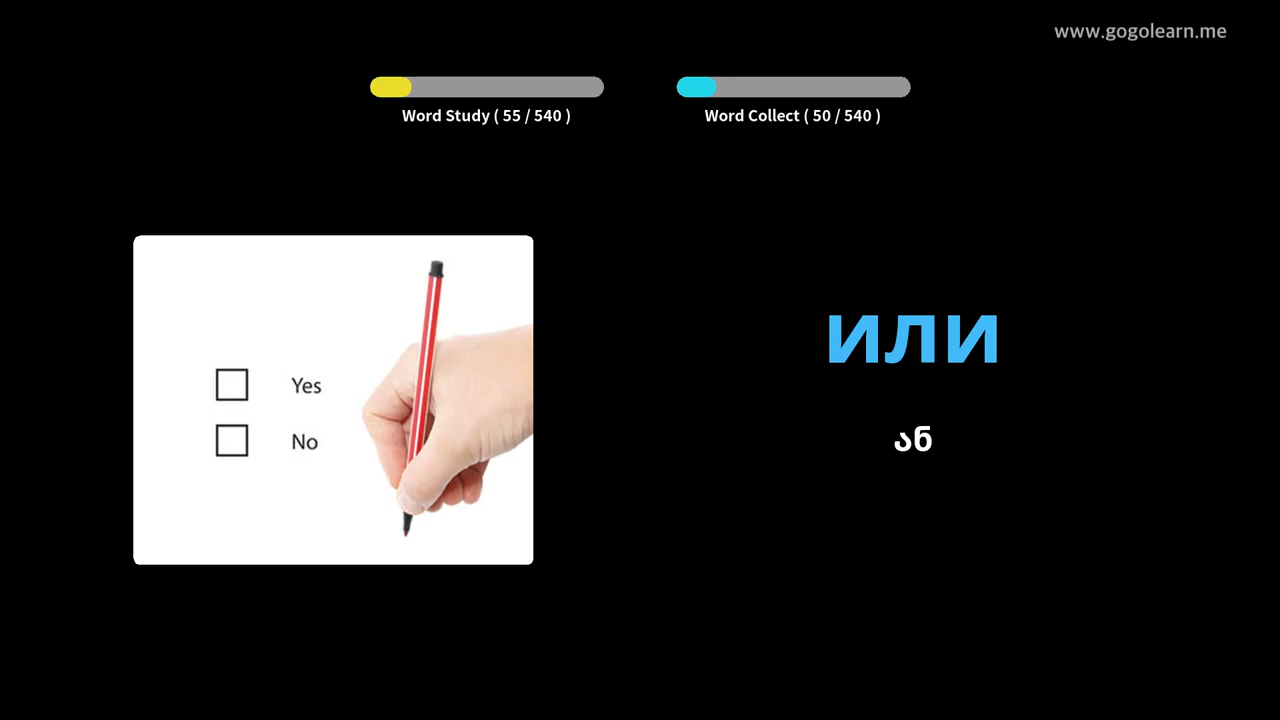 www.gogolearn.me
Word Study ( 55 / 540 )
Word Collect ( 50 / 540 )
Yes
No
или
ან